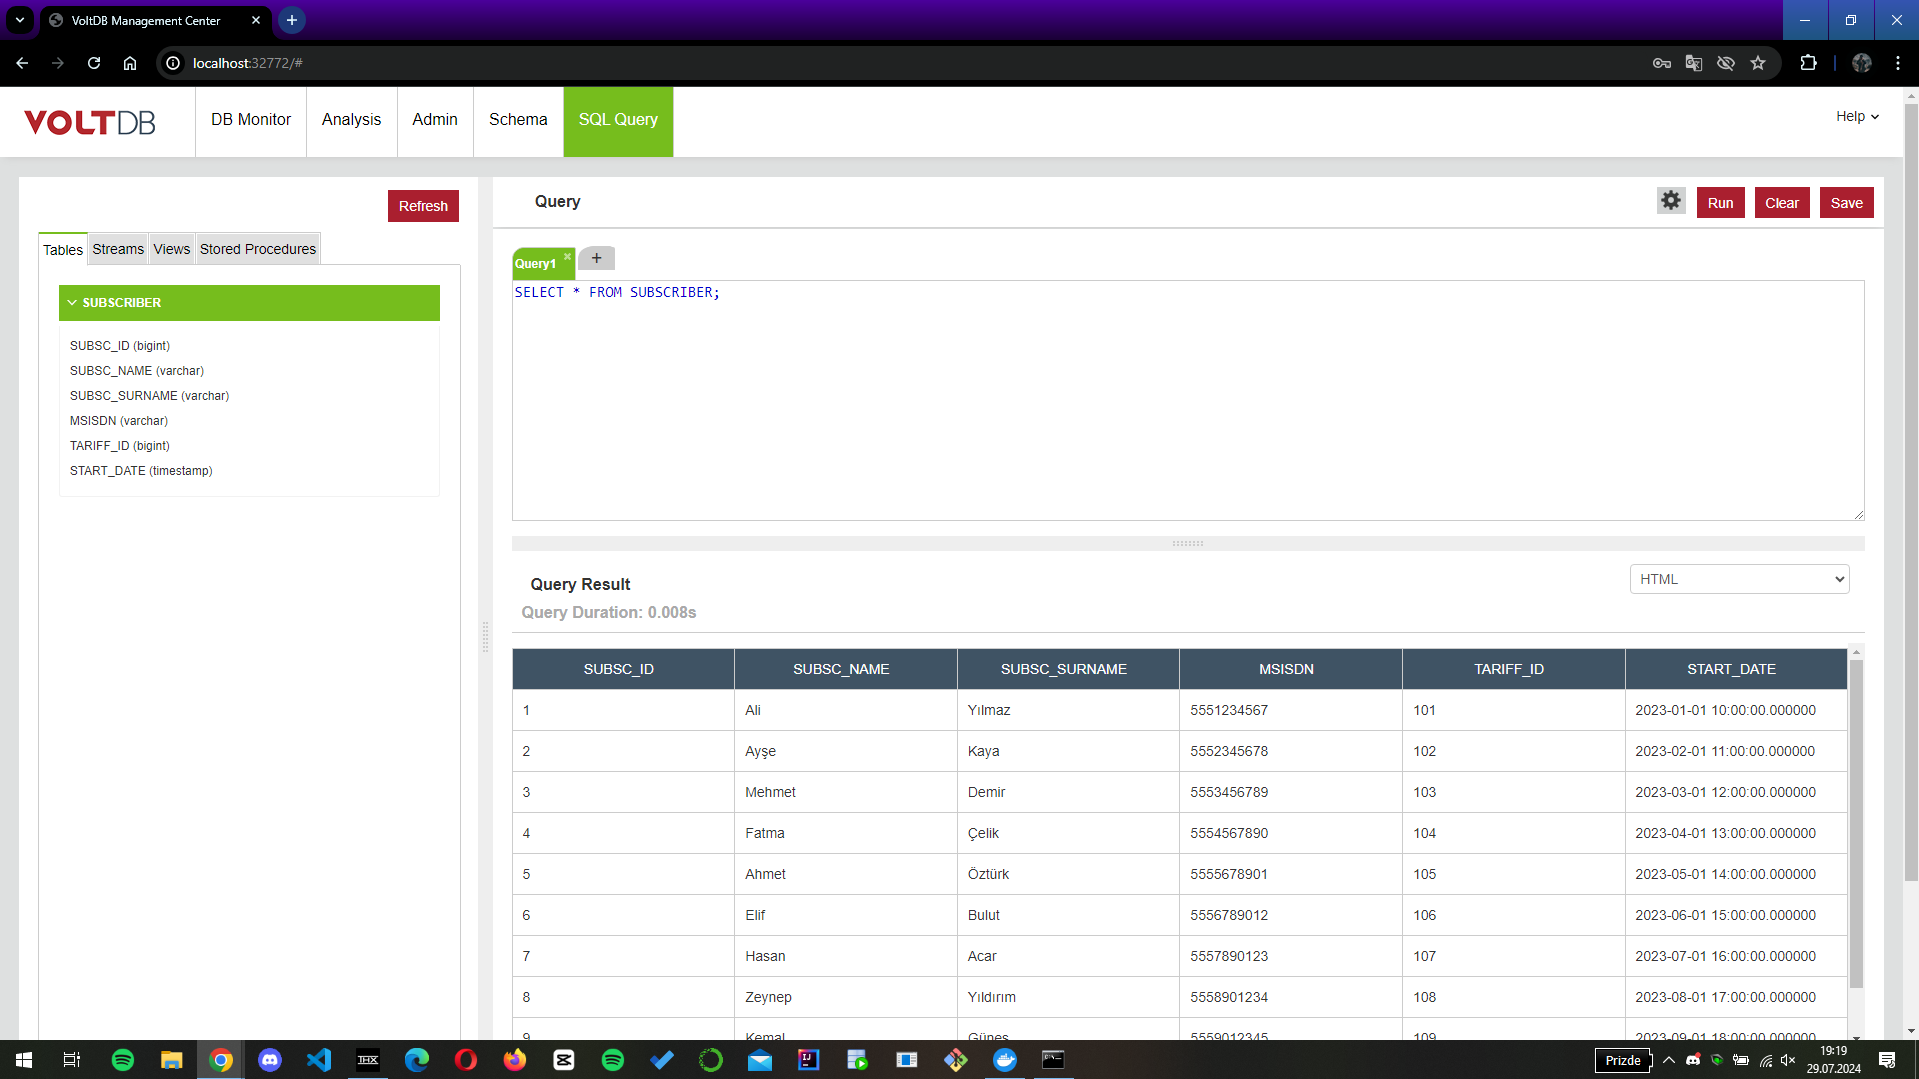 VoltDB Management Center
localhost:32772/#
VOLTDB
DB Monitor
Analysis
Admin
Schema
SQL Query
Help
Refresh
Tables
Streams
Views
Stored Procedures
SUBSCRIBER
SUBSC_ID (bigint)
SUBSC_NAME (varchar)
SUBSC_SURNAME (varchar)
MSISDN (varchar)
TARIFF_ID (bigint)
START_DATE (timestamp)
Query
Run
Clear
Save
Query1
+
SELECT * FROM SUBSCRIBER;
Query Result
HTML
Query Duration: 0.008s
SUBSC_ID SUBSC_NAME SUBSC_SURNAME MSISDN TARIFF_ID START_DATE
1 Ali Yılmaz 5551234567 101 2023-01-01 10:00:00.000000
2 Ayşe Kaya 5552345678 102 2023-02-01 11:00:00.000000
3 Mehmet Demir 5553456789 103 2023-03-01 12:00:00.000000
4 Fatma Çelik 5554567890 104 2023-04-01 13:00:00.000000
5 Ahmet Öztürk 5555678901 105 2023-05-01 14:00:00.000000
6 Elif Bulut 5556789012 106 2023-06-01 15:00:00.000000
7 Hasan Acar 5557890123 107 2023-07-01 16:00:00.000000
8 Zeynep Yıldırım 5558901234 108 2023-08-01 17:00:00.000000
9 Kemal Güneş 5559012345 109 2023-09-01 18:00:00.000000
THX
Prizde
19:19
29.07.2024